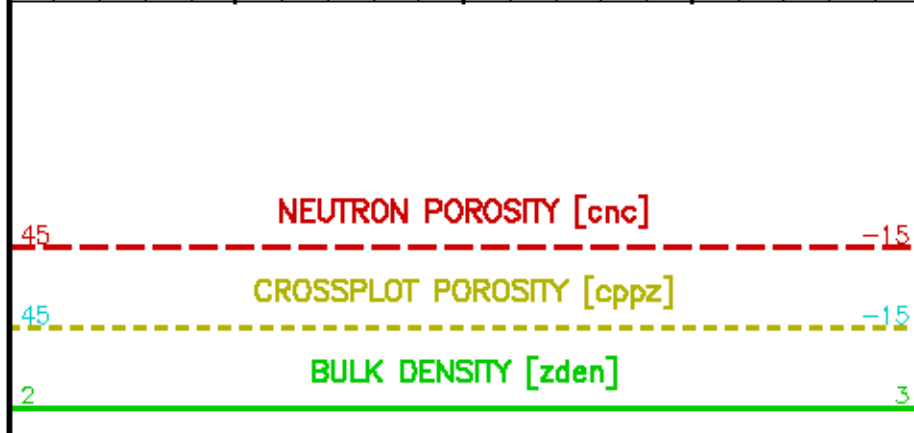 NEUTRON POROSITY [cnc]
45 -15
CROSSPLOT POROSITY [cppz]
45 -15
BULK DENSITY [zden]
2 3